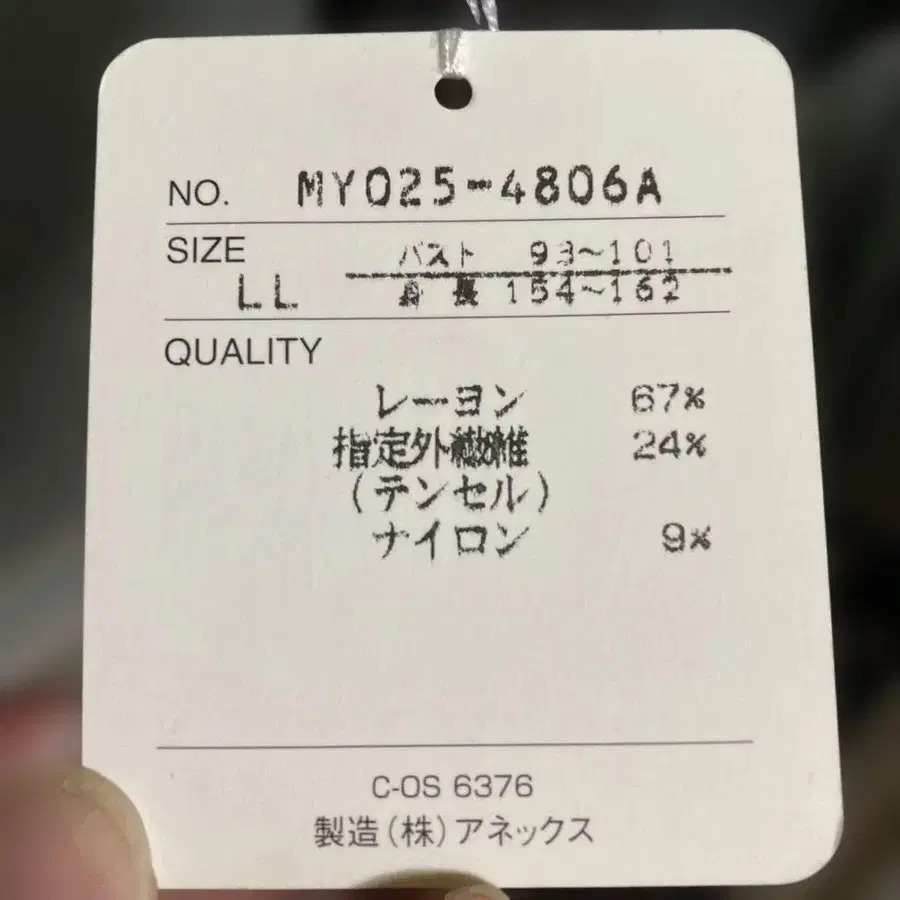 NO. MY025-4806A
SIZE バスト 93~101
LL 身長 154~162
QUALITY
レーヨン 67%
指定外繊維 24%
(テンセル)
ナイロン 9%
C-OS 6376
製造(株)アネックス